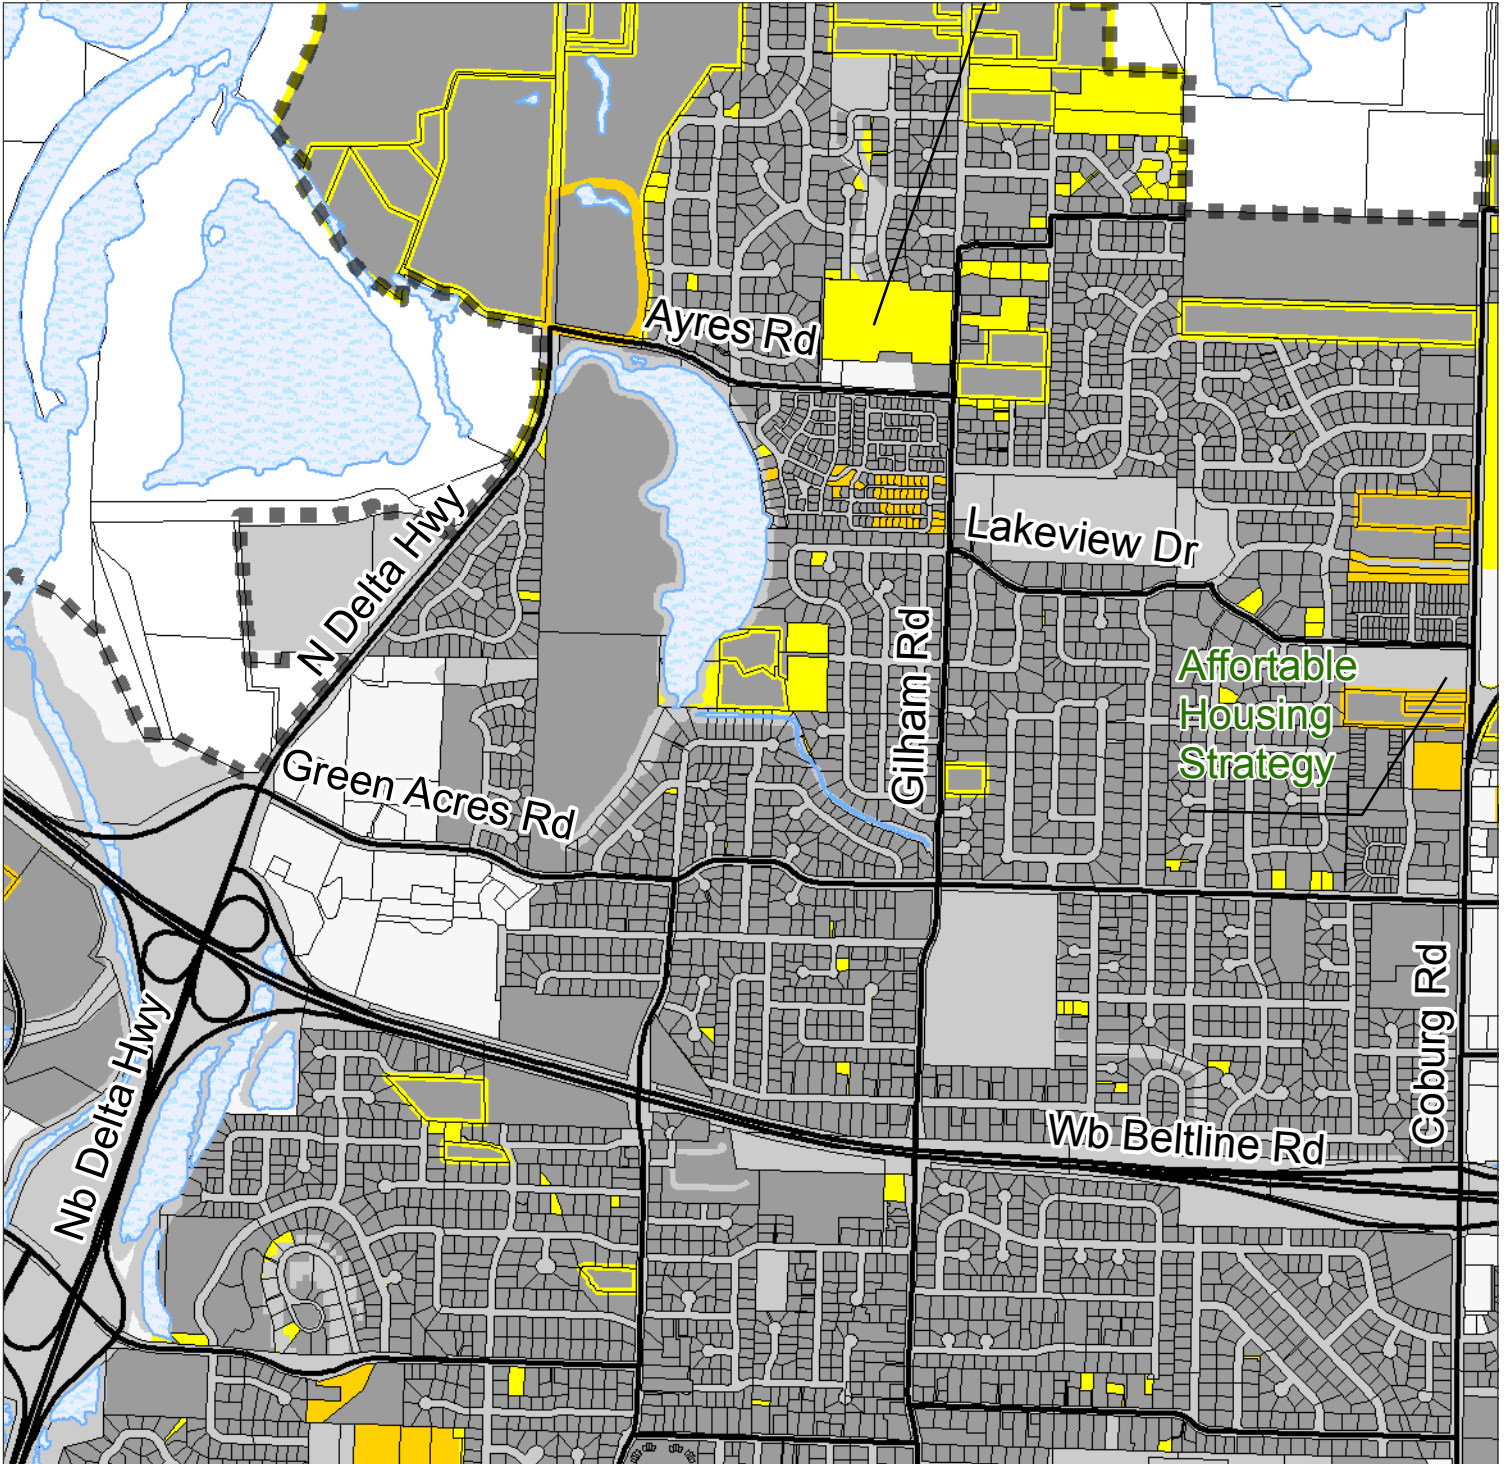 Ayres Rd
Lakeview Dr
N Delta Hwy
Gilham Rd
Affortable
Housing
Strategy
Green Acres Rd
Coburg Rd
Nb Delta Hwy
Wb Beltline Rd